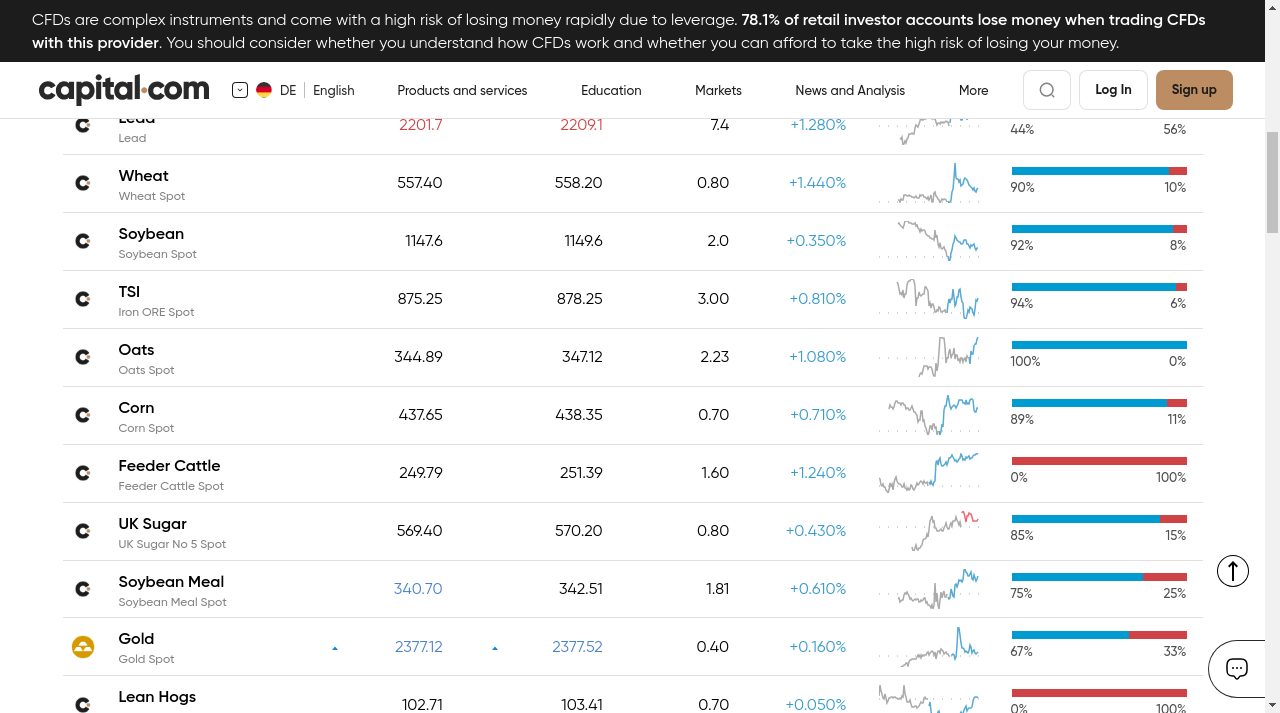 CFDs are complex instruments and come with a high risk of losing money rapidly due to leverage. 78.1% of retail investor accounts lose money when trading CFDs
with this provider. You should consider whether you understand how CFDs work and whether you can afford to take the high risk of losing your money.
capital.com DE English Products and services Education Markets News and Analysis More Log In Sign up
Lead 2201.7 2209.1 7.4 +1.280%
Lead 44% 56%
Wheat 557.40 558.20 0.80 +1.440%
Wheat Spot 90% 10%
Soybean 1147.6 1149.6 2.0 +0.350%
Soybean Spot 92% 8%
TSI 875.25 878.25 3.00 +0.810%
Iron ORE Spot 94% 6%
Oats 344.89 347.12 2.23 +1.080%
Oats Spot 100% 0%
Corn 437.65 438.35 0.70 +0.710%
Corn Spot 89% 11%
Feeder Cattle 249.79 251.39 1.60 +1.240%
Feeder Cattle Spot 0% 100%
UK Sugar 569.40 570.20 0.80 +0.430%
UK Sugar No 5 Spot 85% 15%
Soybean Meal 340.70 342.51 1.81 +0.610%
Soybean Meal Spot 75% 25%
Gold 2377.12 2377.52 0.40 +0.160%
Gold Spot 67% 33%
Lean Hogs 102.71 103.41 0.70 +0.050%
0% 100%